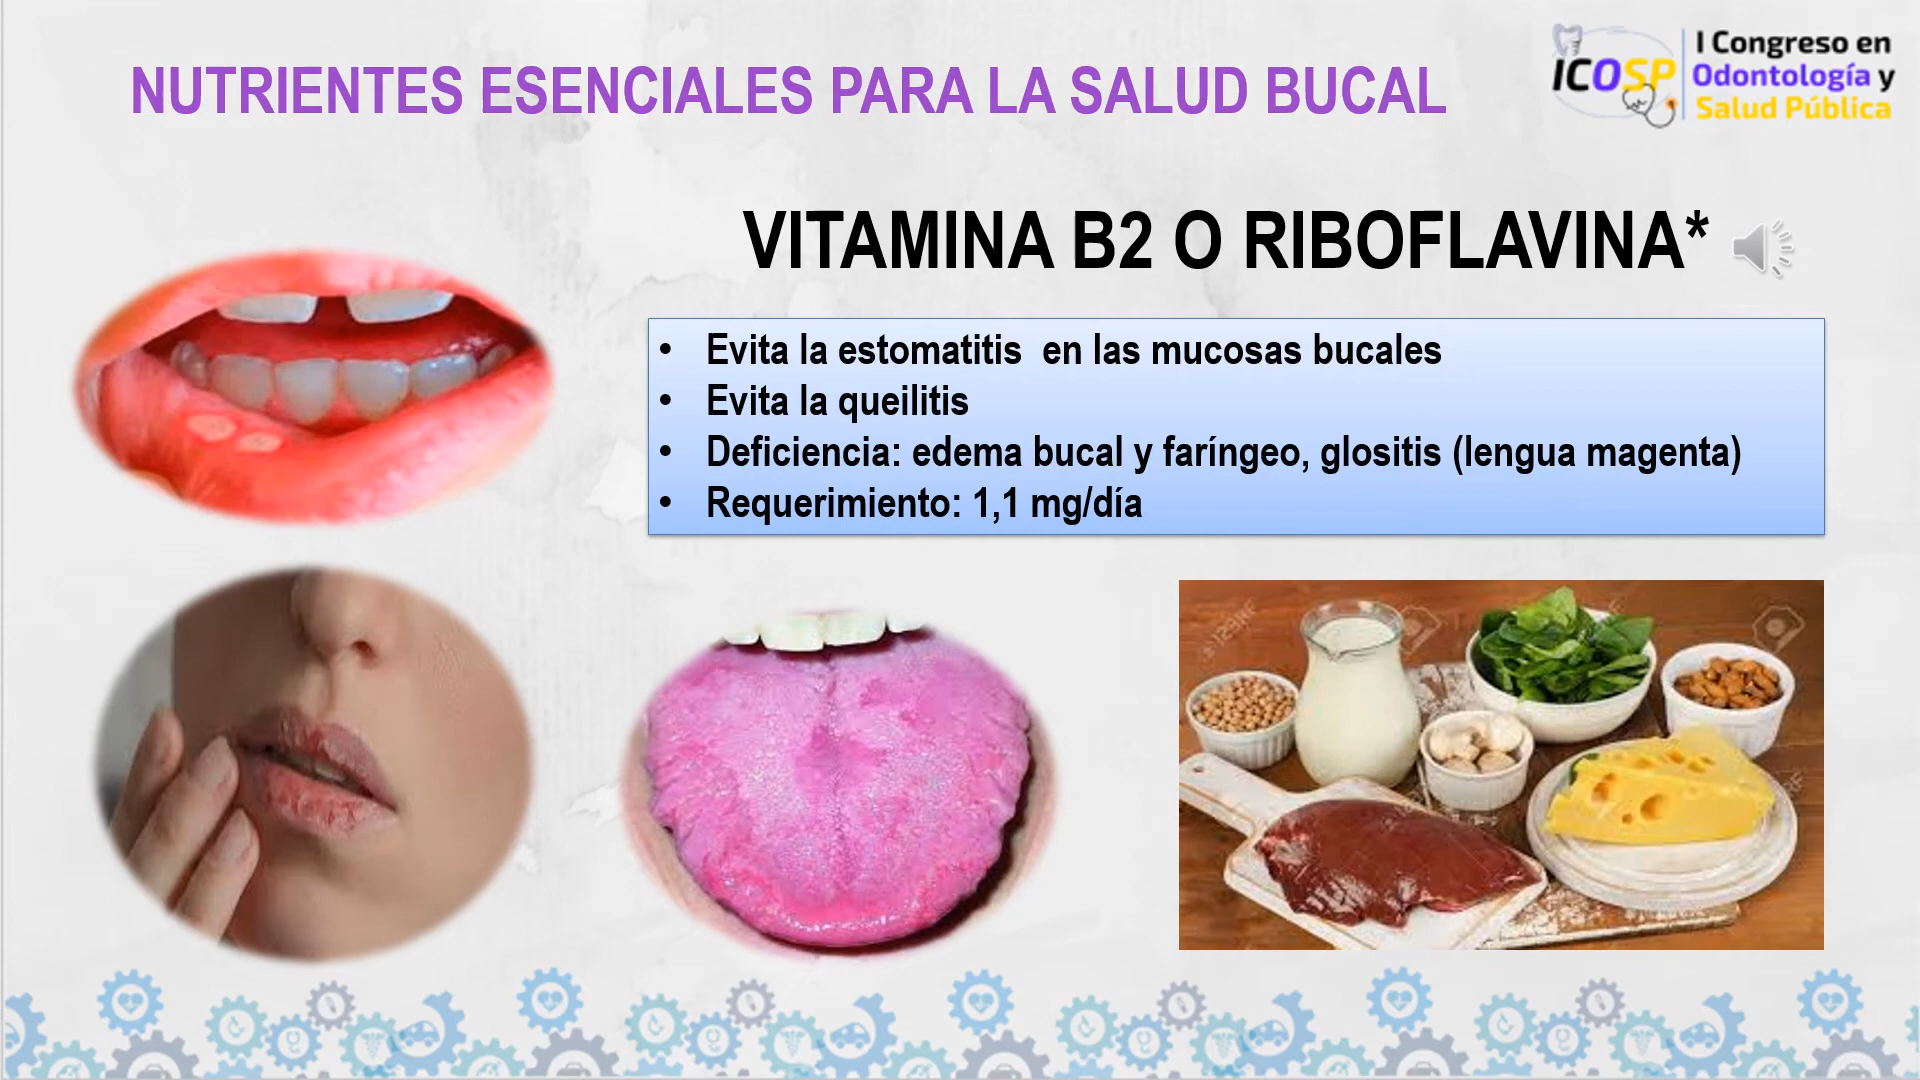 NUTRIENTES ESENCIALES PARA LA SALUD BUCAL
ICOSP
I Congreso en
Odontología y
Salud Pública
VITAMINA B2 O RIBOFLAVINA*
• Evita la estomatitis  en las mucosas bucales
• Evita la queilitis
• Deficiencia: edema bucal y faríngeo, glositis (lengua magenta)
• Requerimiento: 1,1 mg/día